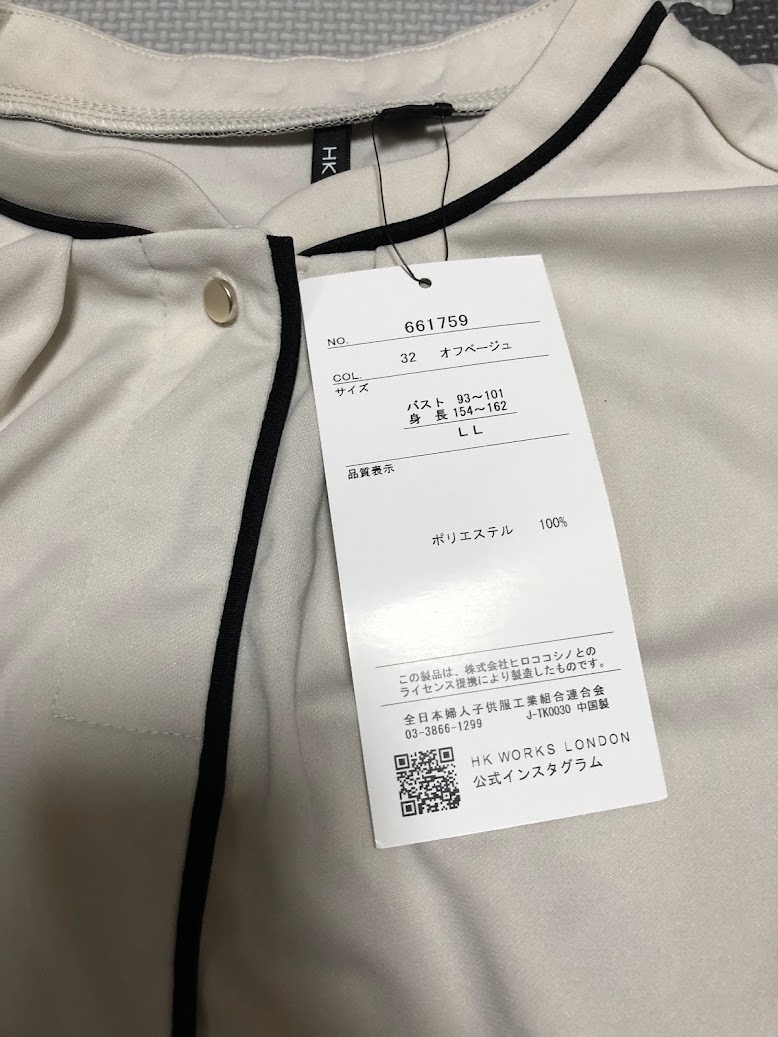 HK
NO. 661759
COL. 32 オフベージュ
サイズ
バスト 93〜101
身 長 154〜162
LL
品質表示
ポリエステル 100%
この製品は、株式会社ヒロココシノとの
ライセンス提携により製造したものです。
全日本婦人子供服工業組合連合会
03-3866-1299 J-TK0030 中国製
HK WORKS LONDON
公式インスタグラム